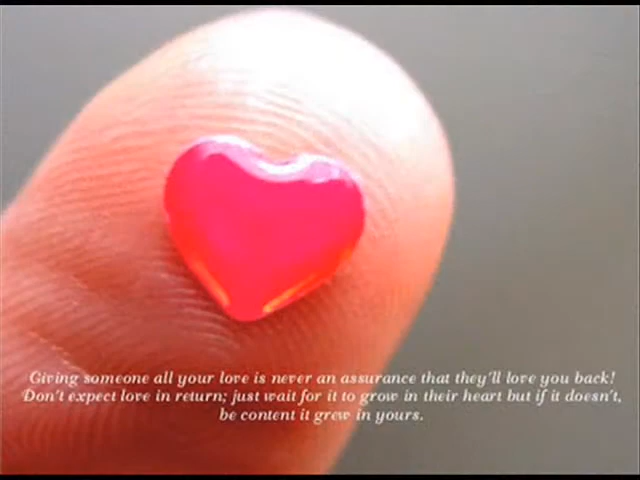 Giving someone all your love is never an assurance that they'll love you back!
Don't expect love in return; just wait for it to grow in their heart but if it doesn't,
be content it grew in yours.